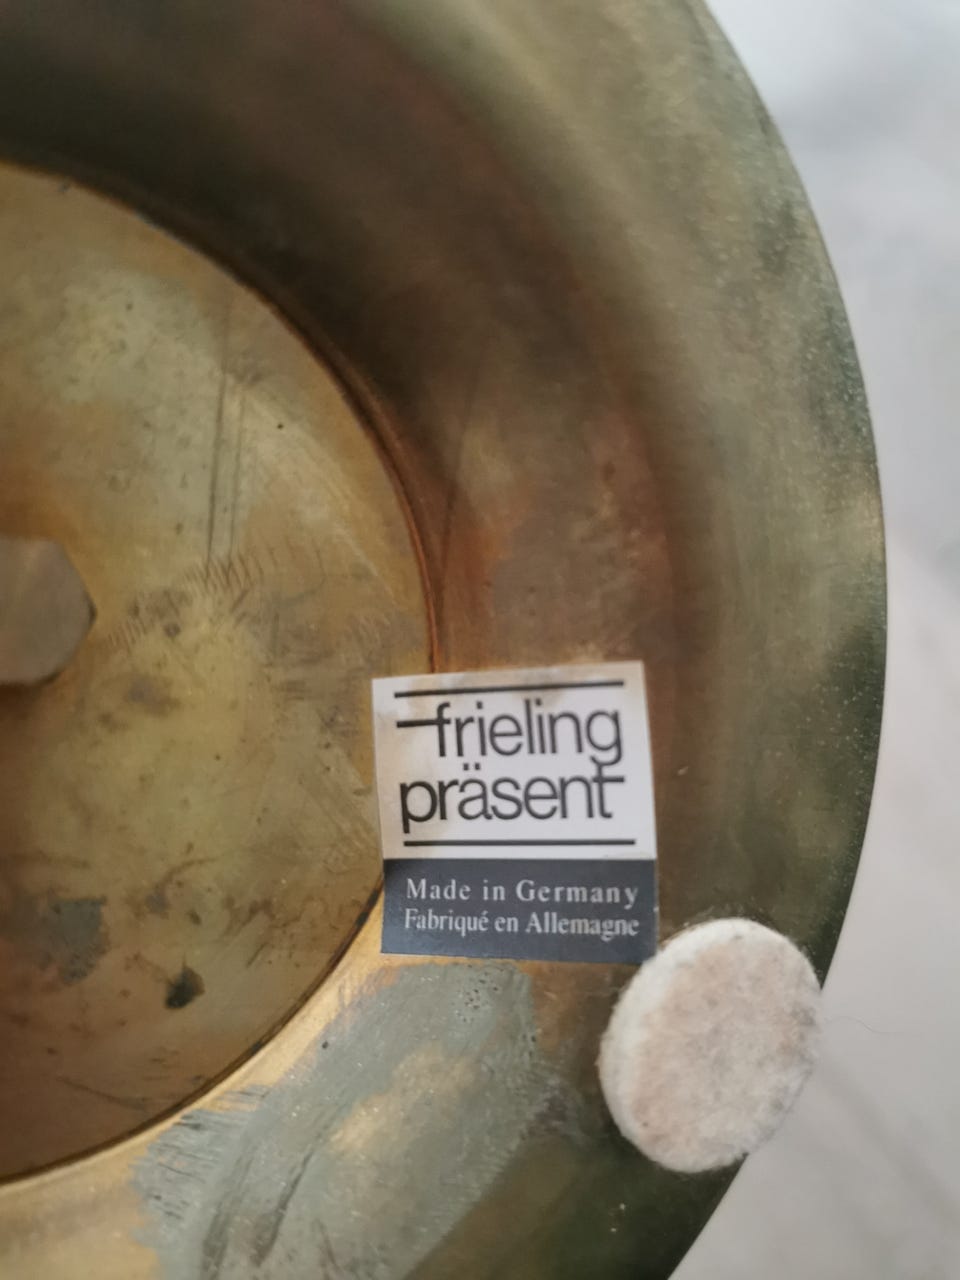 frieling
präsent
Made in Germany
Fabriqué en Allemagne